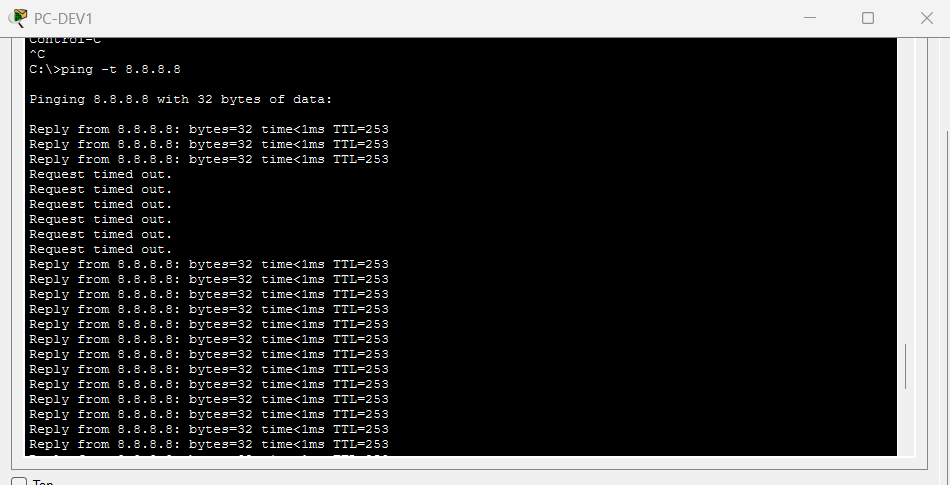 PC-DEV1
Control-C
^C
C:\>ping -t 8.8.8.8
Pinging 8.8.8.8 with 32 bytes of data:
Reply from 8.8.8.8: bytes=32 time<1ms TTL=253
Reply from 8.8.8.8: bytes=32 time<1ms TTL=253
Reply from 8.8.8.8: bytes=32 time<1ms TTL=253
Request timed out.
Request timed out.
Request timed out.
Request timed out.
Request timed out.
Request timed out.
Reply from 8.8.8.8: bytes=32 time<1ms TTL=253
Reply from 8.8.8.8: bytes=32 time<1ms TTL=253
Reply from 8.8.8.8: bytes=32 time<1ms TTL=253
Reply from 8.8.8.8: bytes=32 time<1ms TTL=253
Reply from 8.8.8.8: bytes=32 time<1ms TTL=253
Reply from 8.8.8.8: bytes=32 time<1ms TTL=253
Reply from 8.8.8.8: bytes=32 time<1ms TTL=253
Reply from 8.8.8.8: bytes=32 time<1ms TTL=253
Reply from 8.8.8.8: bytes=32 time<1ms TTL=253
Reply from 8.8.8.8: bytes=32 time<1ms TTL=253
Reply from 8.8.8.8: bytes=32 time<1ms TTL=253
Reply from 8.8.8.8: bytes=32 time<1ms TTL=253
Reply from 8.8.8.8: bytes=32 time<1ms TTL=253
Top